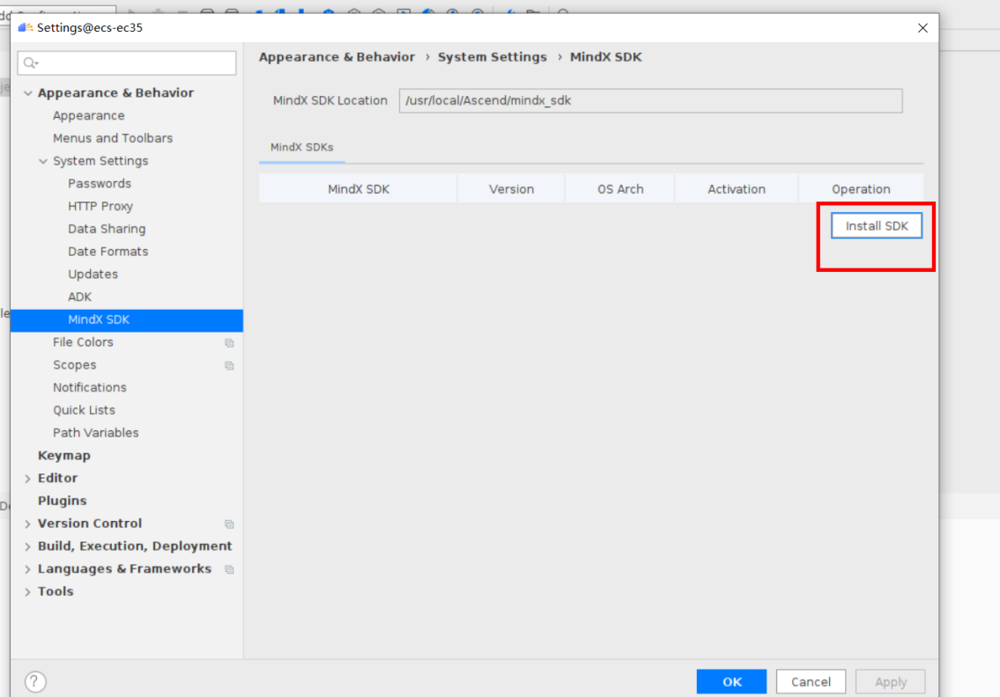 Settings@ecs-ec35
Appearance & Behavior › System Settings › MindX SDK
Appearance & Behavior
Appearance
Menus and Toolbars
System Settings
Passwords
HTTP Proxy
Data Sharing
Date Formats
Updates
ADK
MindX SDK
File Colors
Scopes
Notifications
Quick Lists
Path Variables
Keymap
Editor
Plugins
Version Control
Build, Execution, Deployment
Languages & Frameworks
Tools
MindX SDK Location /usr/local/Ascend/mindx_sdk
MindX SDKs
MindX SDK Version OS Arch Activation Operation
Install SDK
? OK Cancel Apply